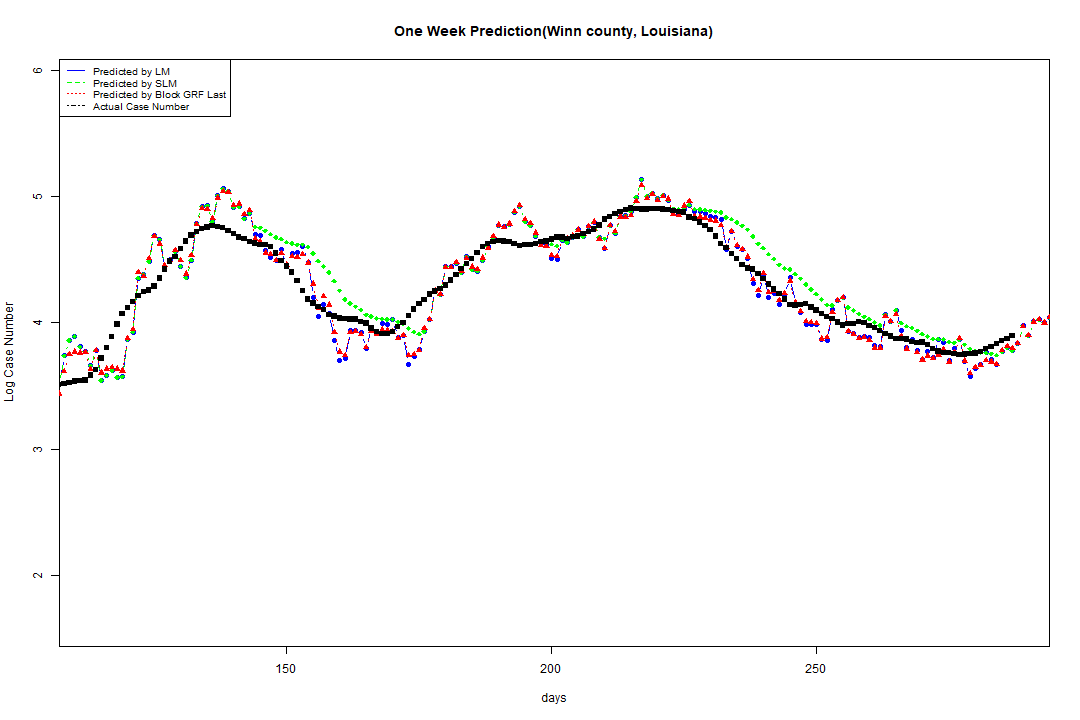 One Week Prediction(Winn county, Louisiana)
6
Predicted by LM
Predicted by SLM
Predicted by Block GRF Last
Actual Case Number
5
4
3
2
Log Case Number
150
200
250
days